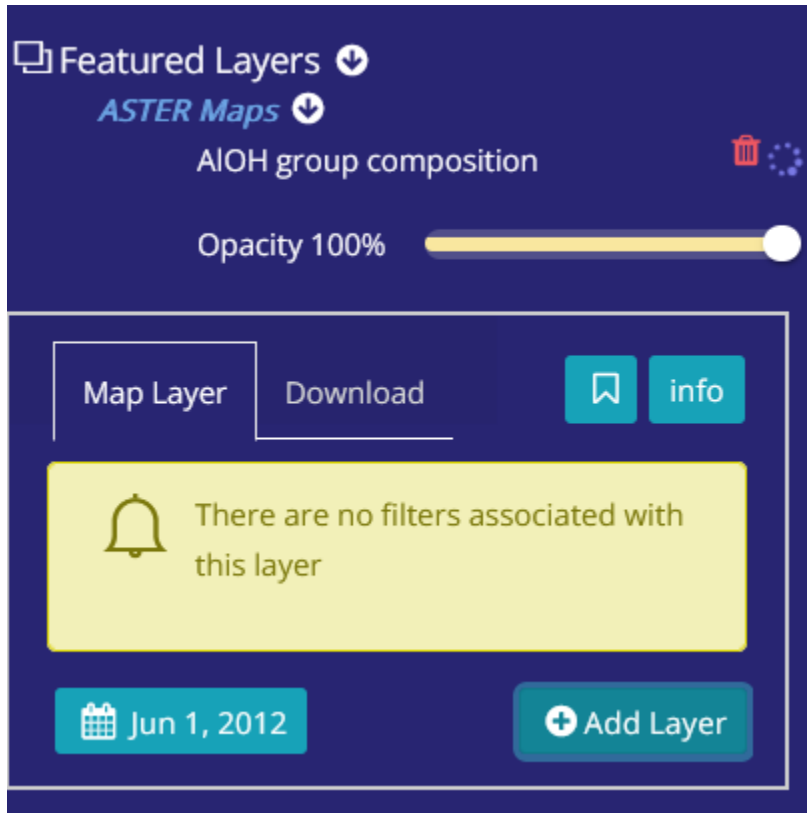 Featured Layers
ASTER Maps
AlOH group composition
Opacity 100%
Map Layer
Download
info
There are no filters associated with
this layer
Jun 1, 2012
Add Layer